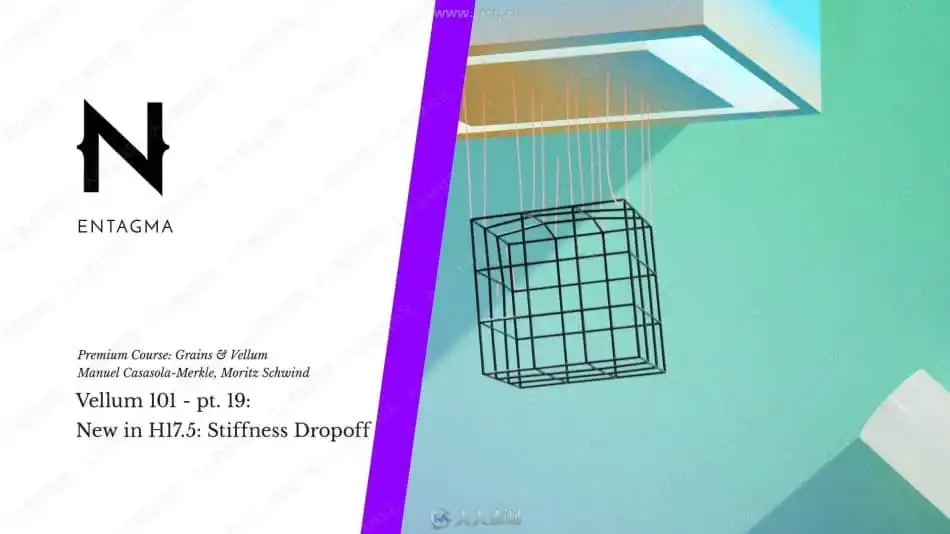 ENTAGMA
Premium Course: Grains & Vellum
Manuel Casasola-Merkle, Moritz Schwind
Vellum 101 - pt. 19:
New in H17.5: Stiffness Dropoff